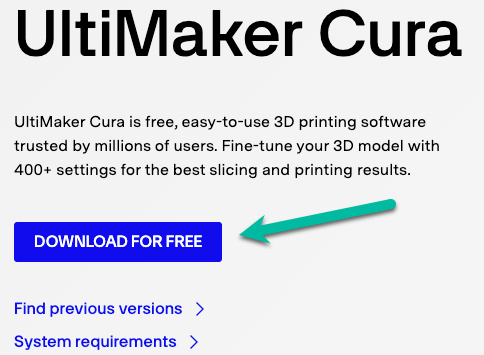 UltiMaker Cura
UltiMaker Cura is free, easy-to-use 3D printing software
trusted by millions of users. Fine-tune your 3D model with
400+ settings for the best slicing and printing results.
DOWNLOAD FOR FREE
Find previous versions
System requirements